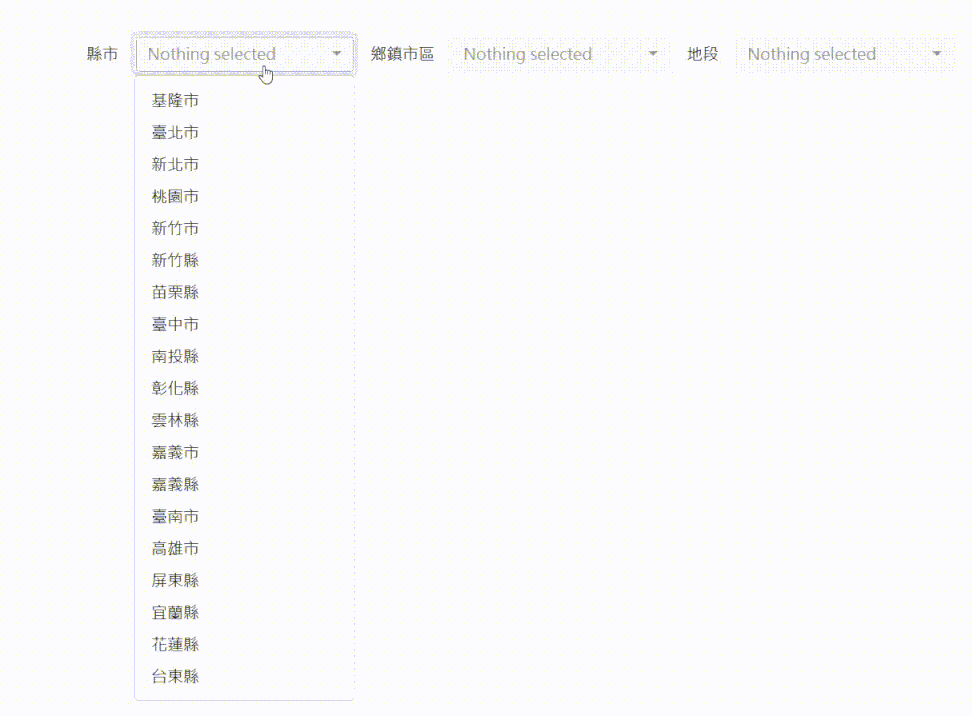 縣市 Nothing selected 鄉鎮市區 Nothing selected 地段 Nothing selected
基隆市
臺北市
新北市
桃園市
新竹市
新竹縣
苗栗縣
臺中市
南投縣
彰化縣
雲林縣
嘉義市
嘉義縣
臺南市
高雄市
屏東縣
宜蘭縣
花蓮縣
台東縣